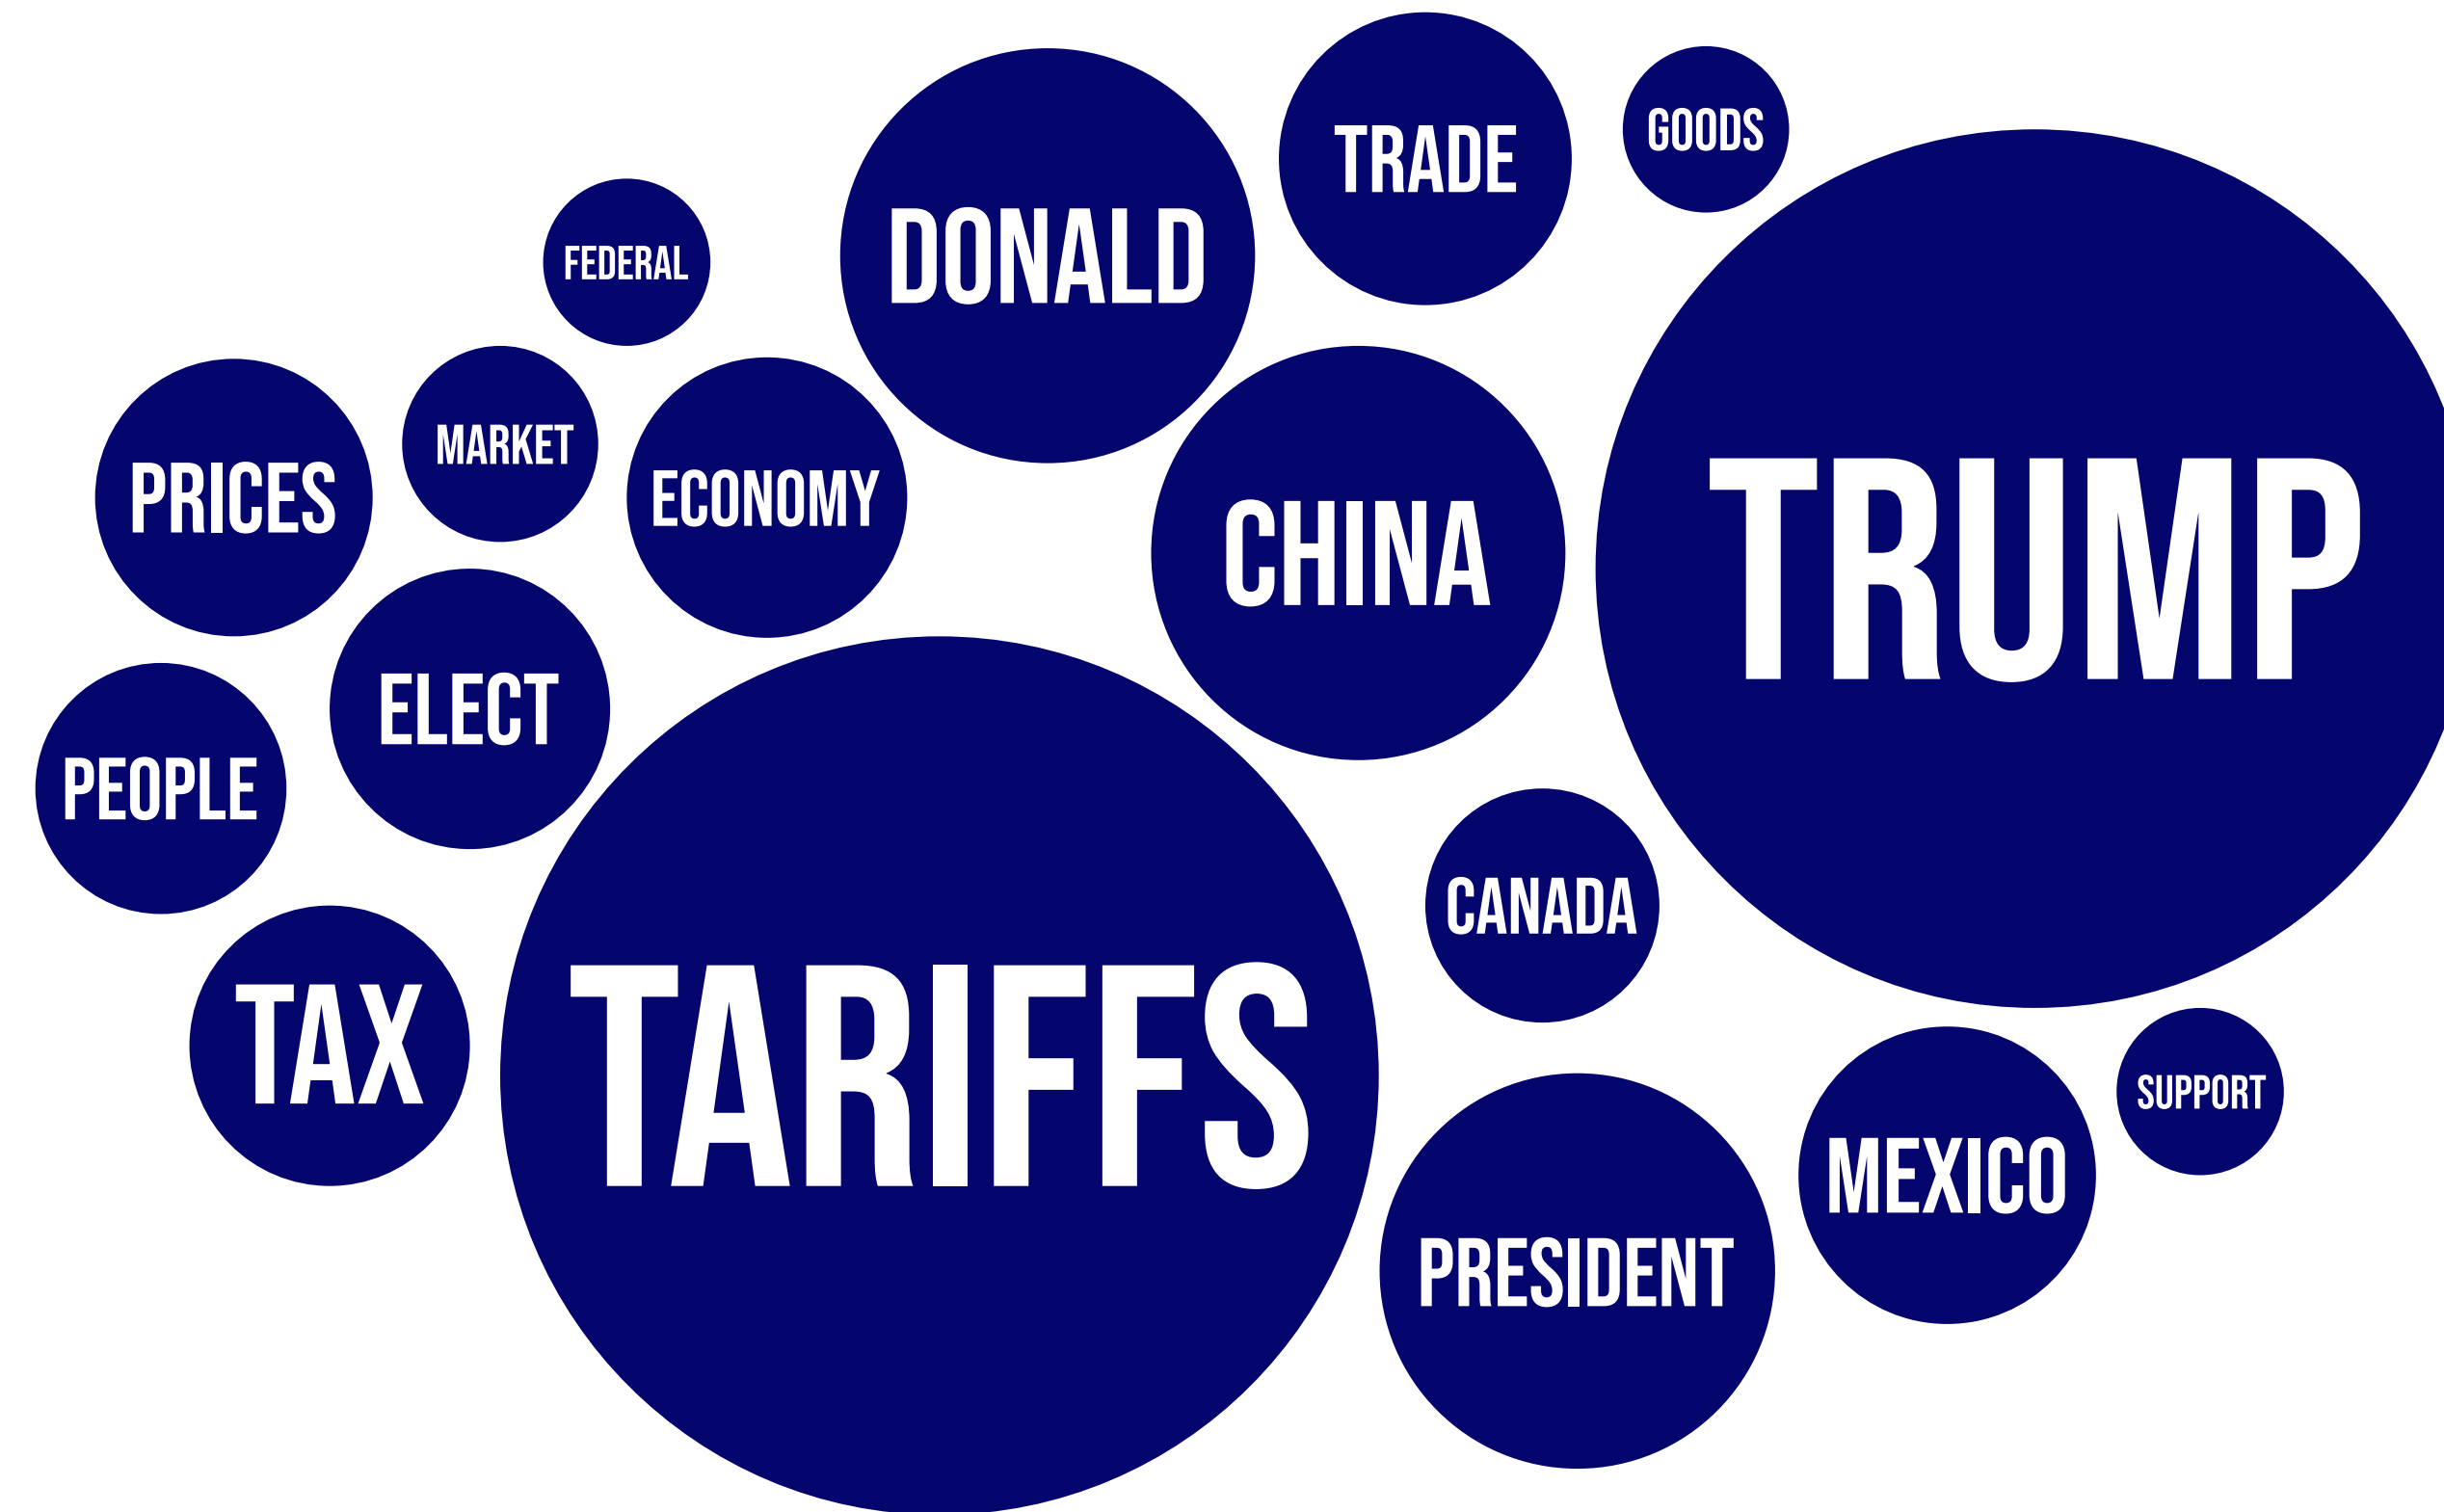 GOODS
TRADE
DONALD
FEDERAL
MARKET
PRICES
ECONOMY
CHINA
TRUMP
ELECT
PEOPLE
CANADA
TAX
TARIFFS
SUPPORT
MEXICO
PRESIDENT